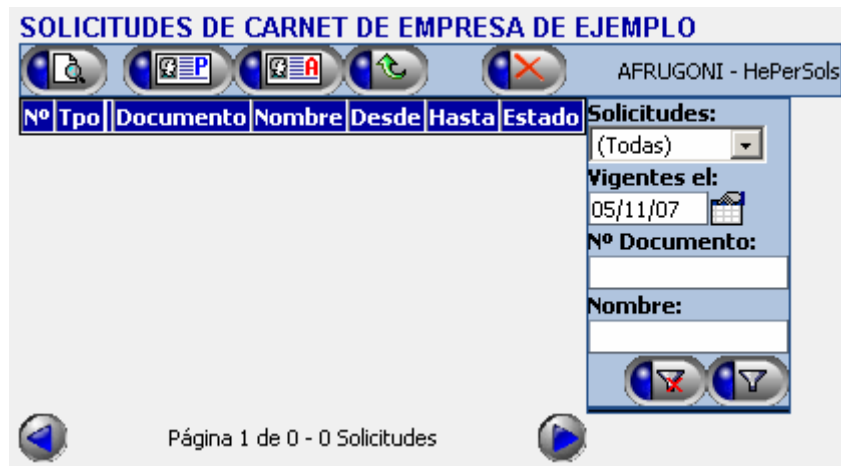 SOLICITUDES DE CARNET DE EMPRESA DE EJEMPLO
P
A
AFRUGONI - HePerSols
Nº Tpo Documento Nombre Desde Hasta Estado
Solicitudes:
(Todas)
Vigentes el:
05/11/07
Nº Documento:
Nombre:
Página 1 de 0 - 0 Solicitudes